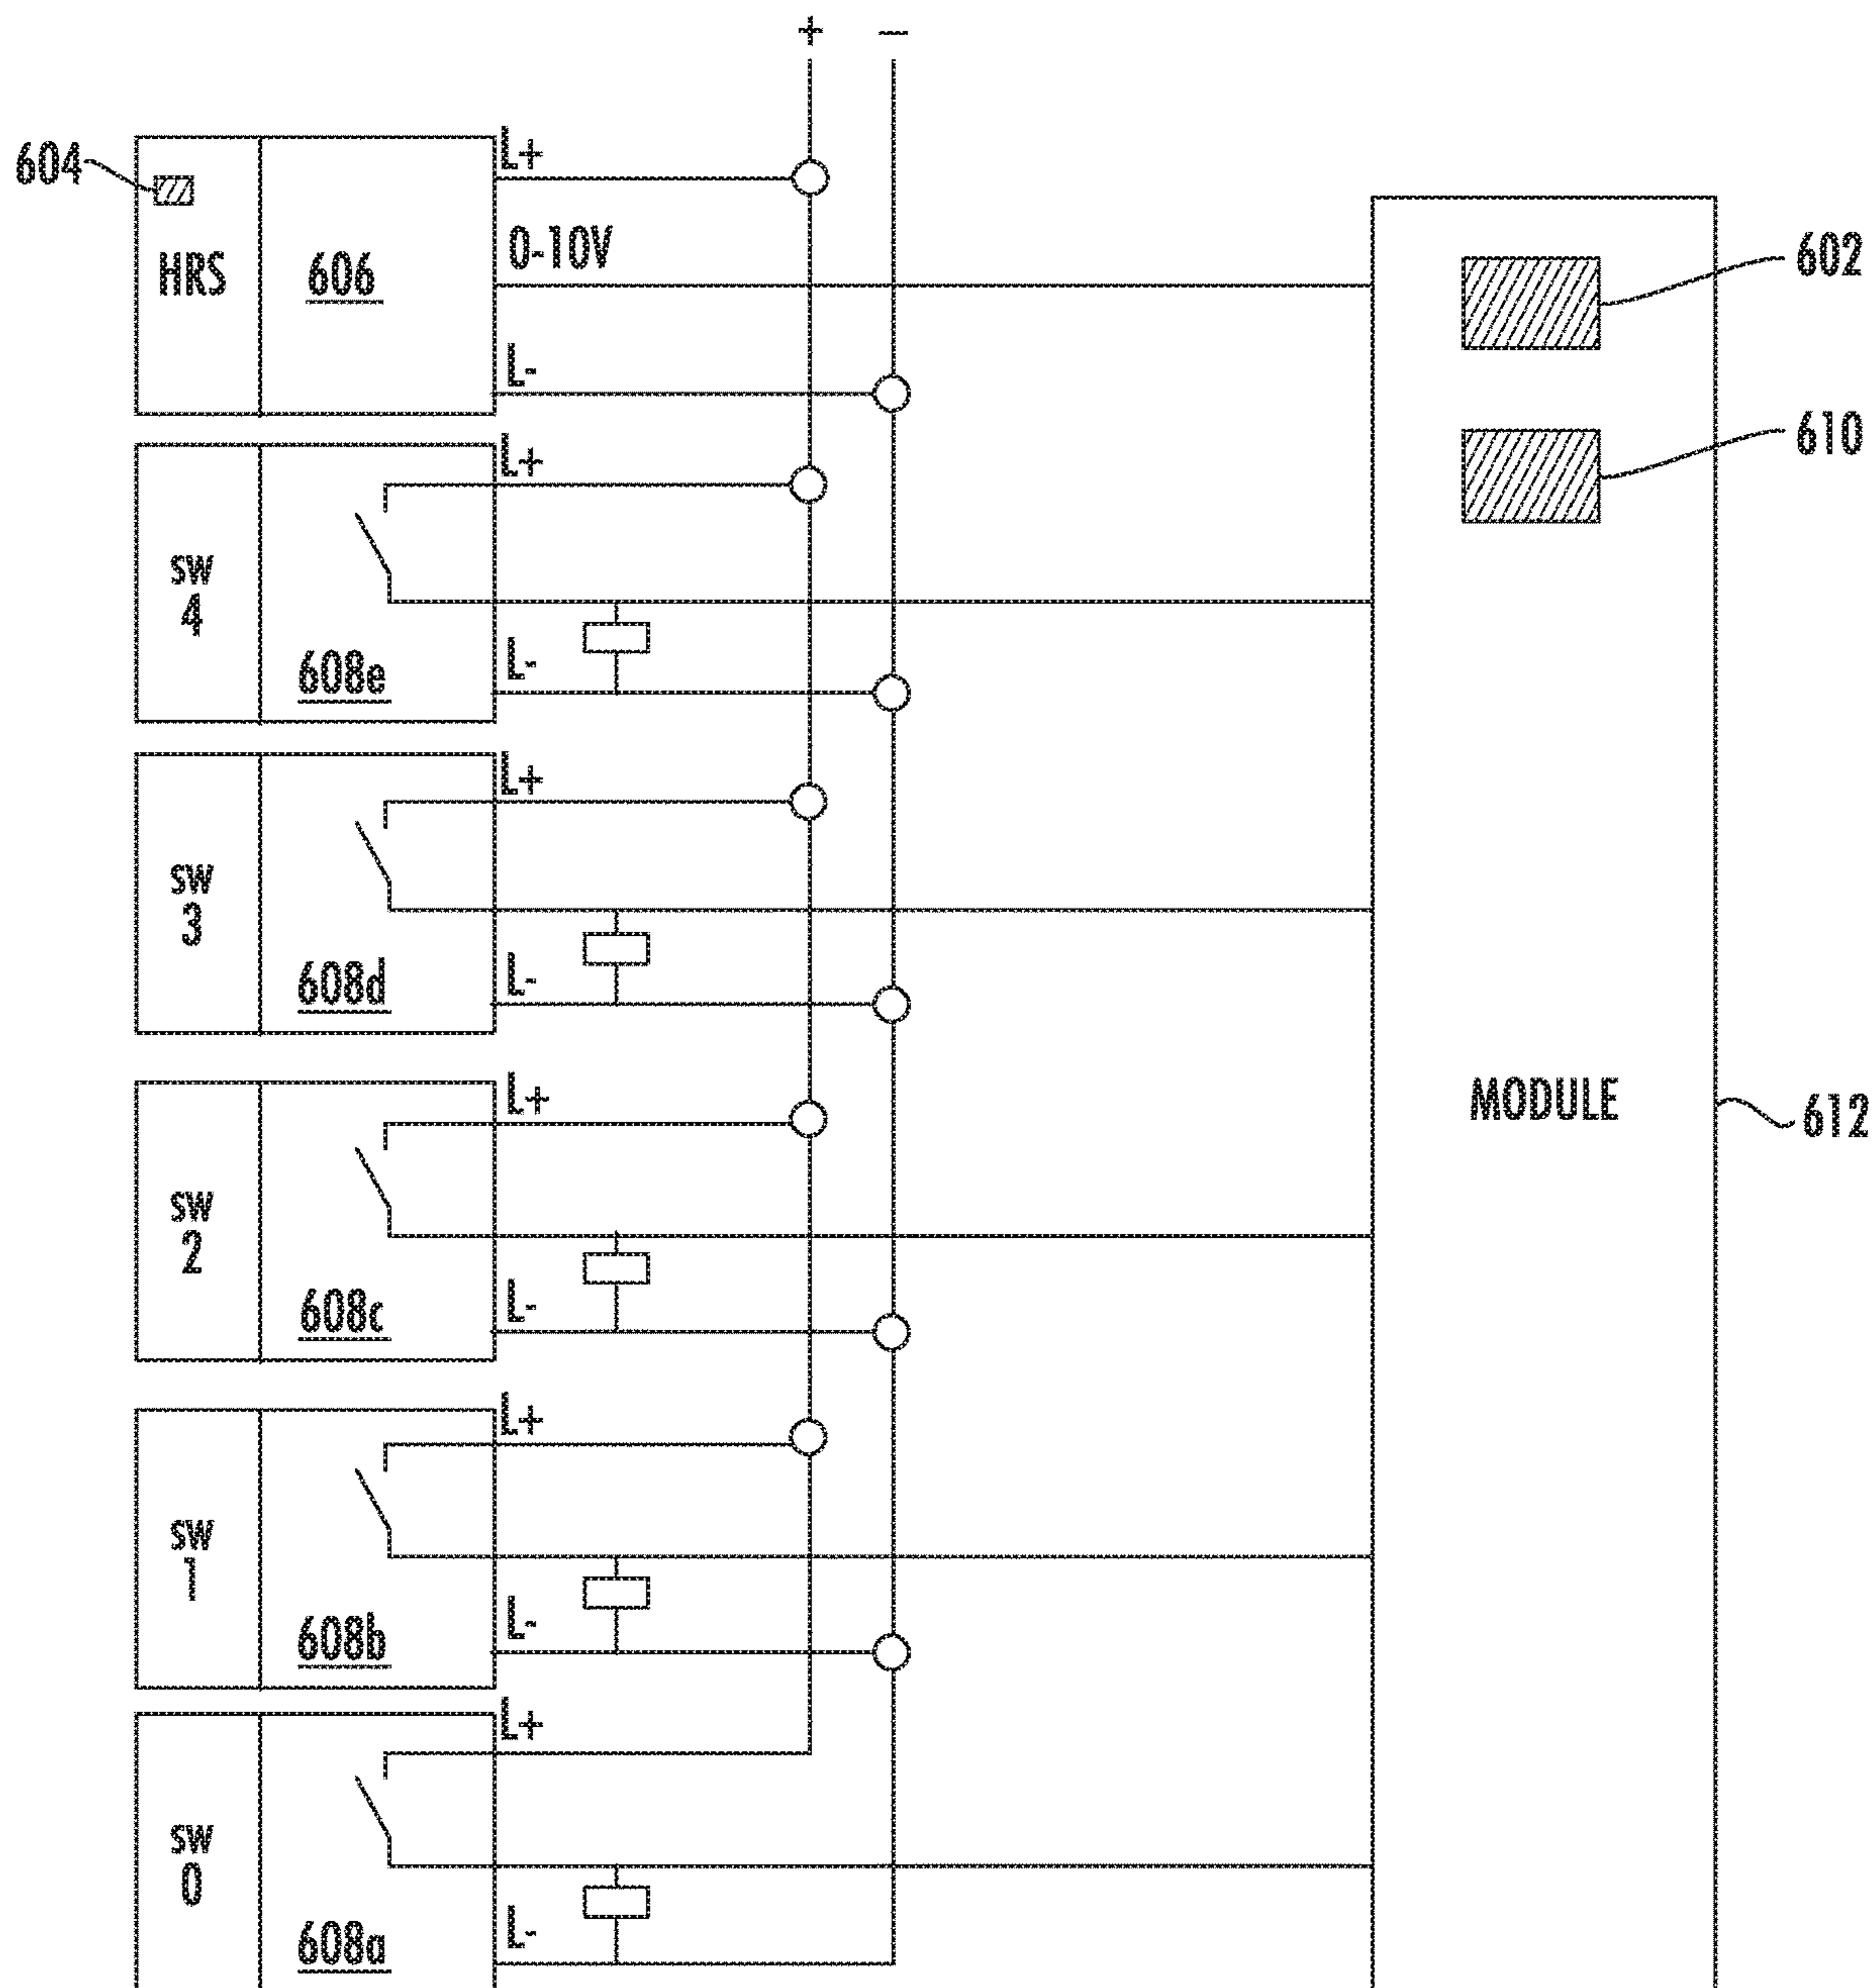 + —
604
L+
HRS
606
0-10V
L-
602
610
L+
SW
4
608e
L-
L+
SW
3
608d
L-
MODULE
612
L+
SW
2
608c
L-
L+
SW
1
608b
L-
L+
SW
0
608a
L-